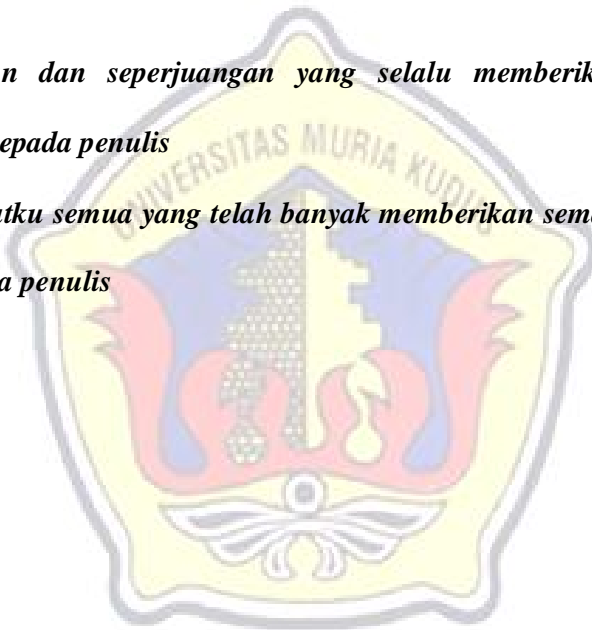 n dan seperjuangan yang selalu memberik
epada penulis
UNIVERSITAS MURIA KUDUS
tku semua yang telah banyak memberikan sem
a penulis